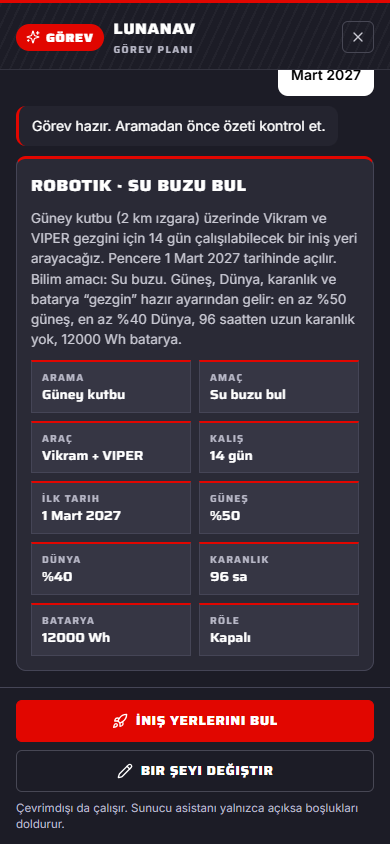 GÖREV
LUNANAV
GÖREV PLANI
Mart 2027
Görev hazır. Aramadan önce özeti kontrol et.
ROBOTIK · SU BUZU BUL
Güney kutbu (2 km ızgara) üzerinde Vikram ve
VIPER gezgini için 14 gün çalışılabilecek bir iniş yeri
arayacağız. Pencere 1 Mart 2027 tarihinde açılır.
Bilim amacı: Su buzu. Güneş, Dünya, karanlık ve
batarya “gezgin” hazır ayarından gelir: en az %50
güneş, en az %40 Dünya, 96 saatten uzun karanlık
yok, 12000 Wh batarya.
ARAMA
Güney kutbu
AMAÇ
Su buzu bul
ARAÇ
Vikram + VIPER
KALIŞ
14 gün
İLK TARIH
1 Mart 2027
GÜNEŞ
%50
DÜNYA
%40
KARANLIK
96 sa
BATARYA
12000 Wh
RÖLE
Kapalı
İNIŞ YERLERINI BUL
BIR ŞEYI DEĞIŞTIR
Çevrimdışı da çalışır. Sunucu asistanı yalnızca açıksa boşlukları
doldurur.